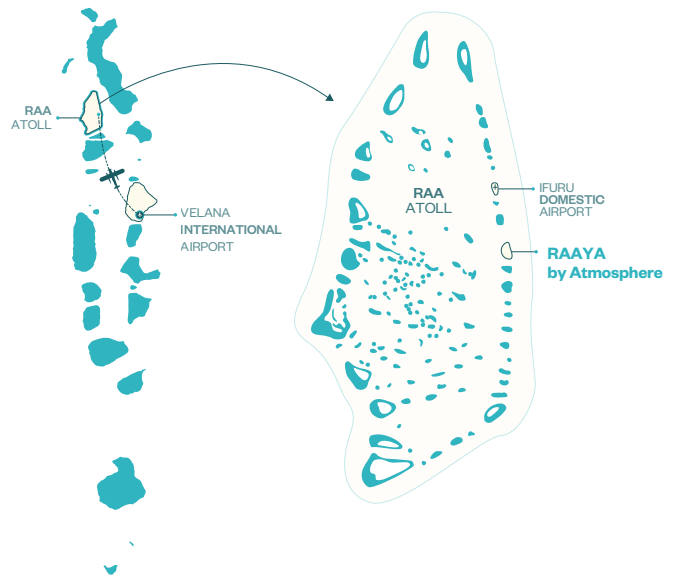 RAA
ATOLL
VELANA
INTERNATIONAL
AIRPORT
RAA
ATOLL
IFURU
DOMESTIC
AIRPORT
RAAYA
by Atmosphere